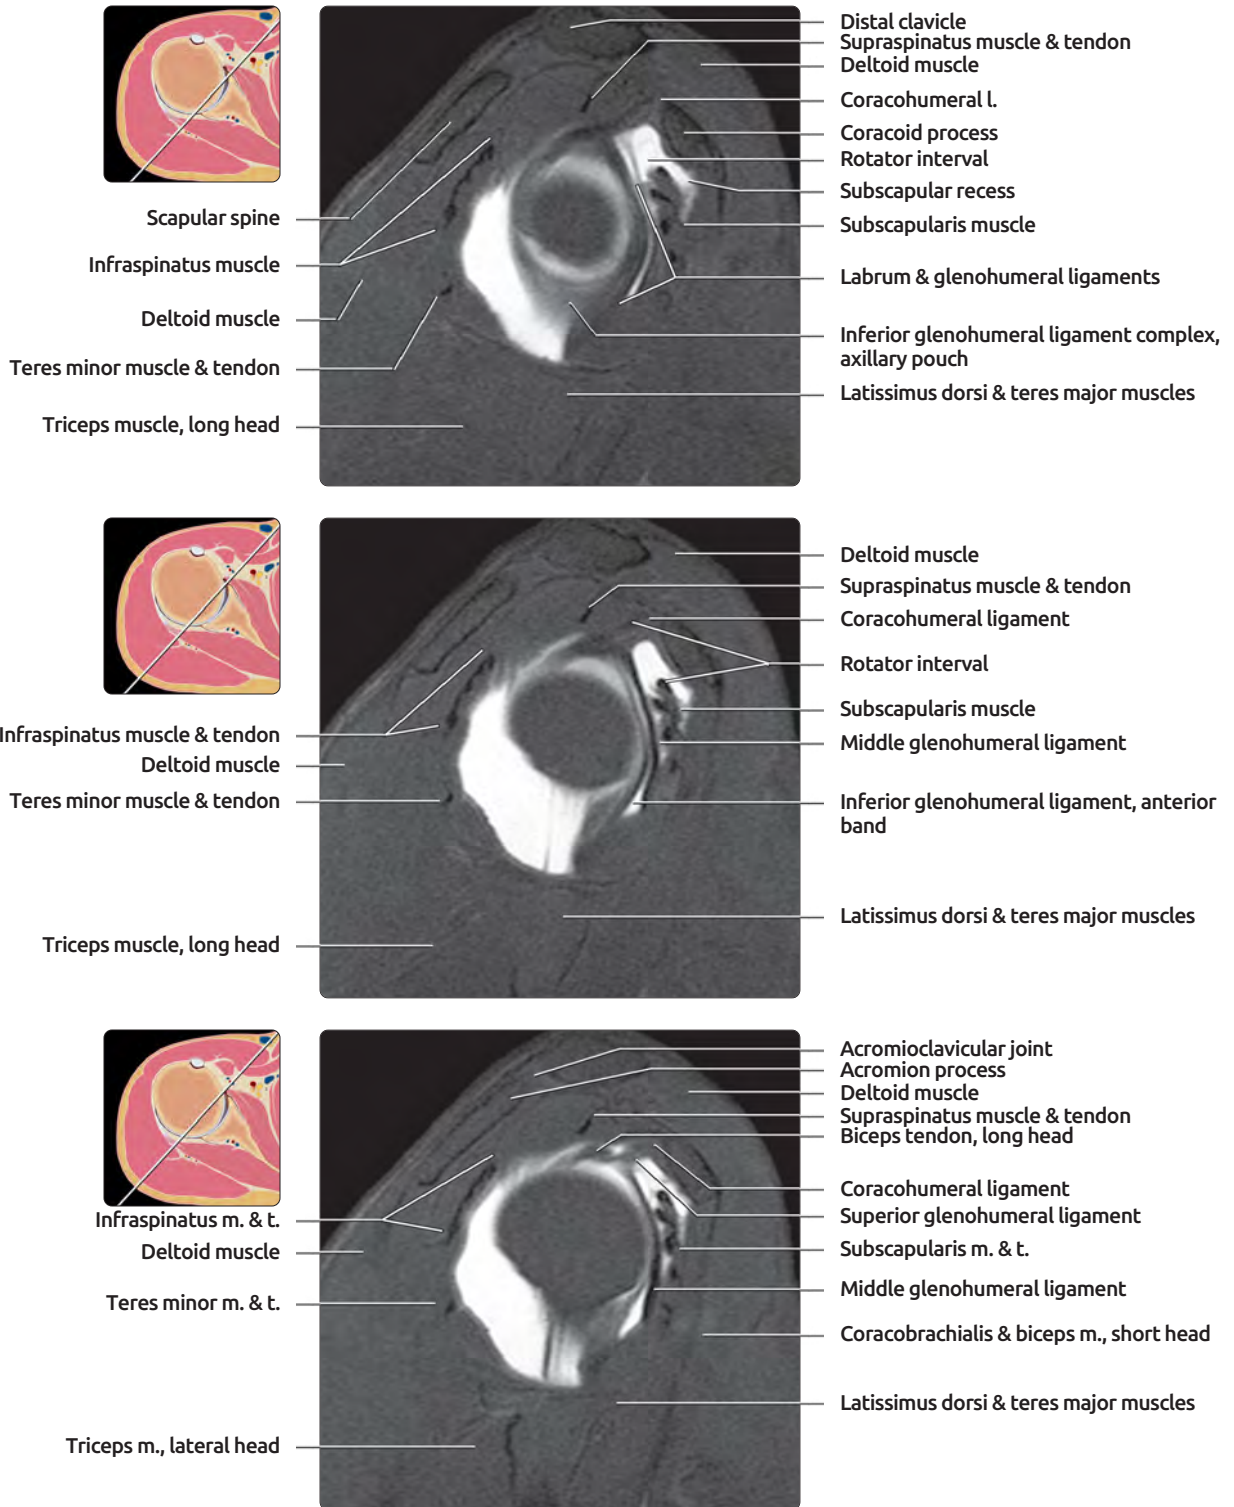 Distal clavicle
Supraspinatus muscle & tendon
Deltoid muscle
Coracohumeral l.
Coracoid process
Rotator interval
Subscapular recess
Subscapularis muscle
Labrum & glenohumeral ligaments
Inferior glenohumeral ligament complex,
axillary pouch
Latissimus dorsi & teres major muscles
Scapular spine
Infraspinatus muscle
Deltoid muscle
Teres minor muscle & tendon
Triceps muscle, long head
Deltoid muscle
Supraspinatus muscle & tendon
Coracohumeral ligament
Rotator interval
Subscapularis muscle
Middle glenohumeral ligament
Inferior glenohumeral ligament, anterior
band
Latissimus dorsi & teres major muscles
Infraspinatus muscle & tendon
Deltoid muscle
Teres minor muscle & tendon
Triceps muscle, long head
Acromioclavicular joint
Acromion process
Deltoid muscle
Supraspinatus muscle & tendon
Biceps tendon, long head
Coracohumeral ligament
Superior glenohumeral ligament
Subscapularis m. & t.
Middle glenohumeral ligament
Coracobrachialis & biceps m., short head
Latissimus dorsi & teres major muscles
Infraspinatus m. & t.
Deltoid muscle
Teres minor m. & t.
Triceps m., lateral head